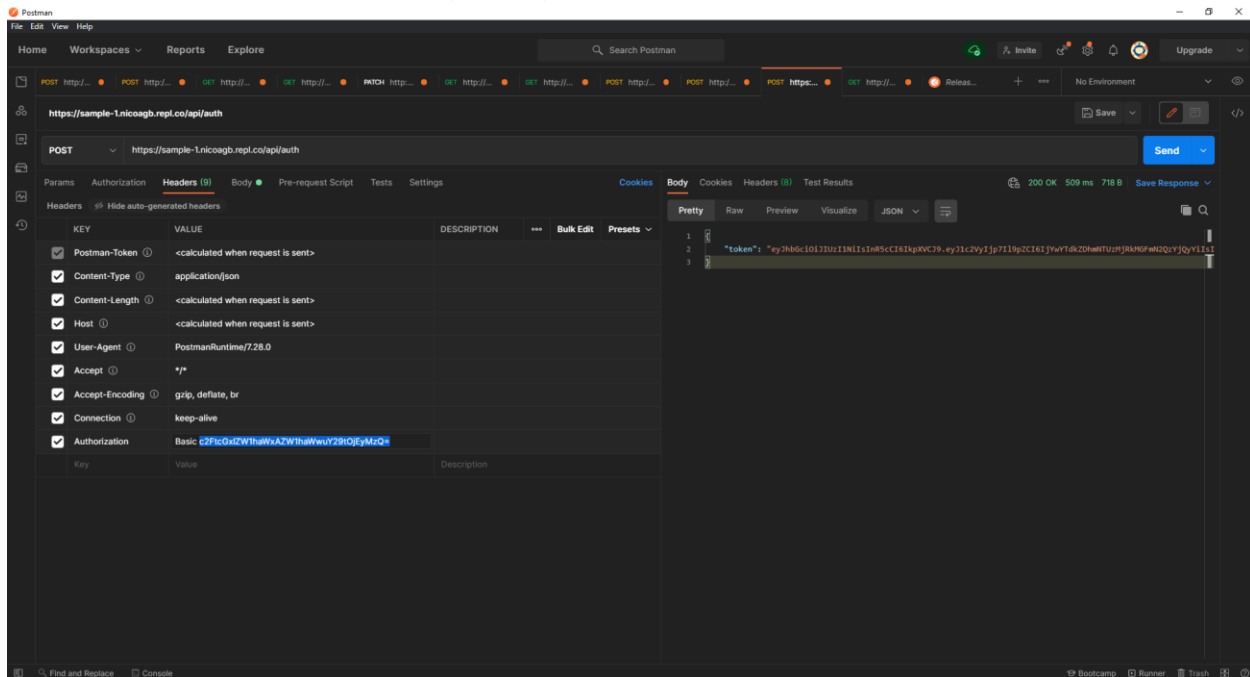 Postman
File Edit View Help
Home Workspaces Reports Explore
Search Postman
Invite
Upgrade
POST http:/... POST http:/... GET http://... GET http://... PATCH http:... GET http://... GET http://... POST http:/... POST http:/... POST https:... GET http://... Releas...
No Environment
https://sample-1.nicoagb.repl.co/api/auth
Save
POST https://sample-1.nicoagb.repl.co/api/auth
Send
Params Authorization Headers (9) Body Pre-request Script Tests Settings
Cookies
Headers Hide auto-generated headers
KEY VALUE DESCRIPTION Bulk Edit Presets
Postman-Token <calculated when request is sent>
Content-Type application/json
Content-Length <calculated when request is sent>
Host <calculated when request is sent>
User-Agent PostmanRuntime/7.28.0
Accept */*
Accept-Encoding gzip, deflate, br
Connection keep-alive
Authorization Basic c2FtcGxlZW1haWxAZW1haWwuY29tOjEyMzQ=
Key Value Description
Body Cookies Headers (8) Test Results
200 OK 509 ms 718 B Save Response
Pretty Raw Preview Visualize JSON
1 {
2 "token":
3 }
Find and Replace Console
Bootcamp Runner Trash